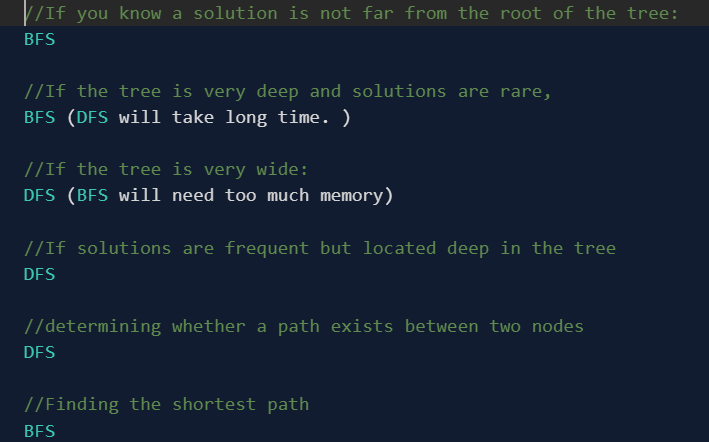 //If you know a solution is not far from the root of the tree:
BFS
//If the tree is very deep and solutions are rare,
BFS (DFS will take long time. )
//If the tree is very wide:
DFS (BFS will need too much memory)
//If solutions are frequent but located deep in the tree
DFS
//determining whether a path exists between two nodes
DFS
//Finding the shortest path
BFS